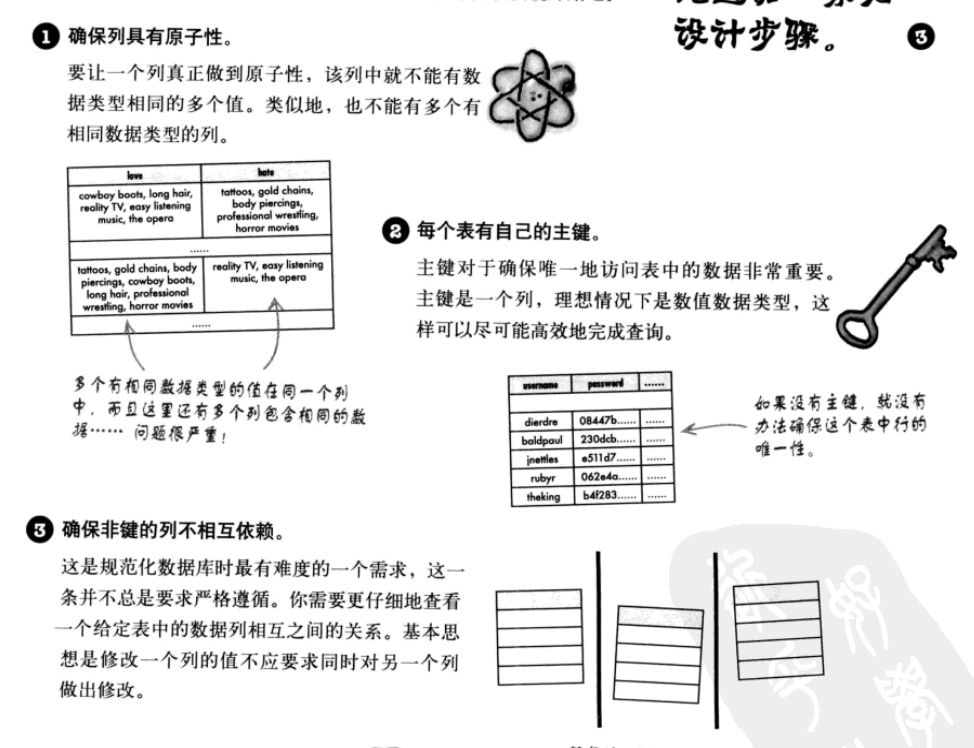 设计步骤。
❸
❶ 确保列具有原子性。
要让一个列真正做到原子性，该列中就不能有数
据类型相同的多个值。类似地，也不能有多个有
相同数据类型的列。
love hate
cowboy boots, long hair,
reality TV, easy listening
music, the opera
tattoos, gold chains,
body piercings,
professional wrestling,
horror movies
......
tattoos, gold chains, body
piercings, cowboy boots,
long hair, professional
wrestling, horror movies
reality TV, easy listening
music, the opera
......
多个有相同数据类型的值在同一个列
中，而且这里还有多个列包含相同的数
据…… 问题很严重！
❷ 每个表有自己的主键。
主键对于确保唯一地访问表中的数据非常重要。
主键是一个列，理想情况下是数值数据类型，这
样可以尽可能高效地完成查询。
username password ......
dierdre 08447b...... ......
baldpaul 230dcb...... ......
jnettles e511d7...... ......
rubyr 062e4a...... ......
theking b4f283...... ......
如果没有主键，就没有
办法确保这个表中行的
唯一性。
❸ 确保非键的列不相互依赖。
这是规范化数据库时最有难度的一个需求，这一
条并不总是要求严格遵循。你需要更仔细地查看
一个给定表中的数据列相互之间的关系。基本思
想是修改一个列的值不应要求同时对另一个列
做出修改。